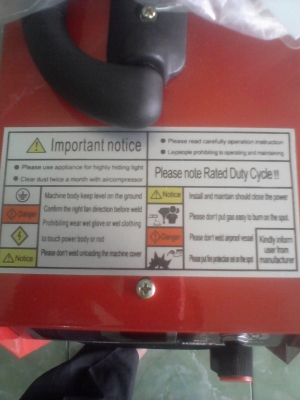 Important notice
Please use appliance for highly hitting light
Clear dust twice a month with aircompressor
Please read carefully operation instruction
Laypeople prohibiting to operating and maintaining
Please note Rated Duty Cycle !!!
Machine body keep level on the ground
Danger
Confirm the right fan direction before weld
Prohibiting wear wet glove or wet clothing
to touch power body or rod
Notice
Please don't weld unloading the machine cover
Notice
Install and maintain should close the power
Please don't put gas easy to burn on the spot.
Danger
Please don't weld airproof vessel
Please put fire protection set on the spot
Kindly inform
user from
manufacturer